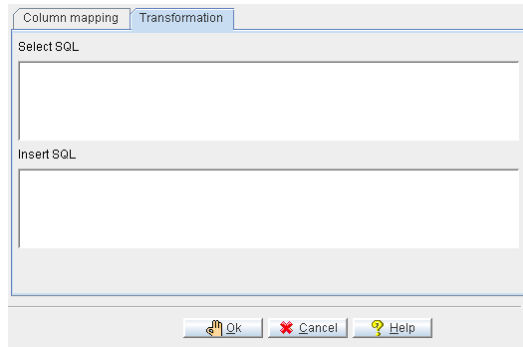 Column mapping Transformation
Select SQL
Insert SQL
Ok Cancel Help